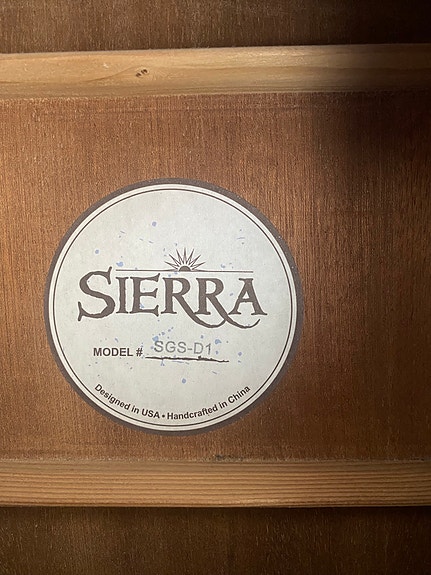 SIERRA
MODEL # SGS-D1
Designed in USA • Handcrafted in China